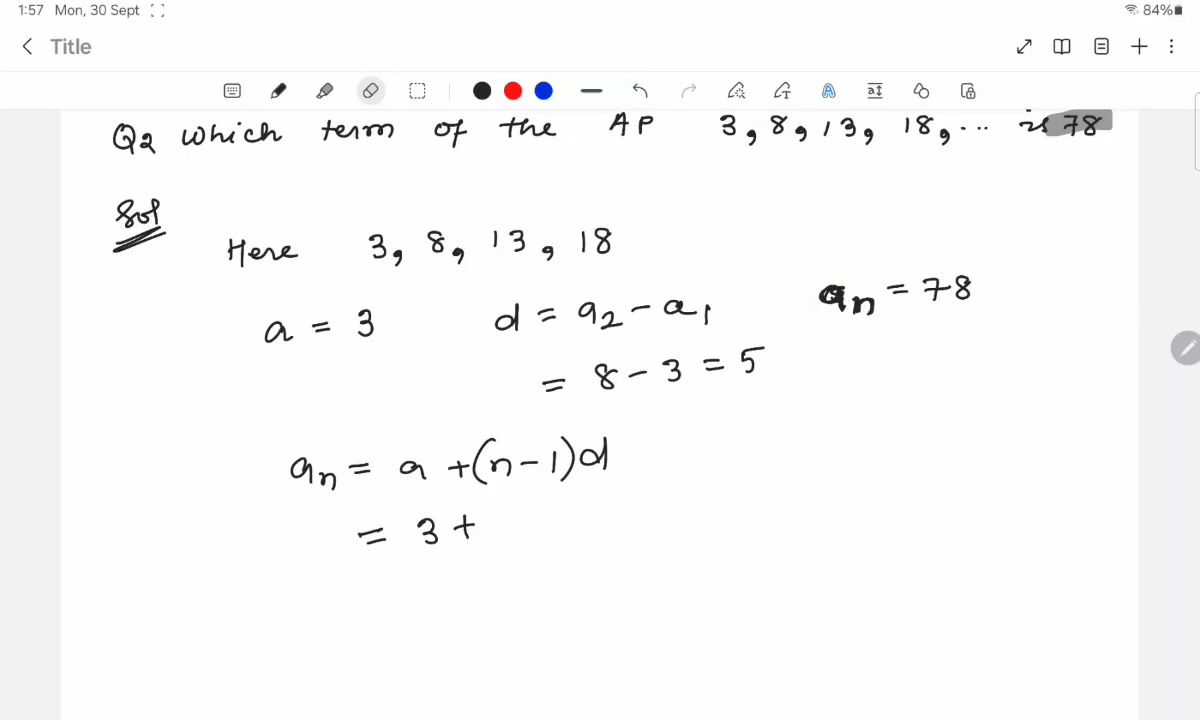 1:57 Mon, 30 Sept 84%
Title
Q2 which term of the AP 3, 8, 13, 18, ... is 78
Sol
Here 3, 8, 13, 18
a = 3 d = a2 - a1 an = 78
= 8 - 3 = 5
an = a + (n - 1)d
= 3 +